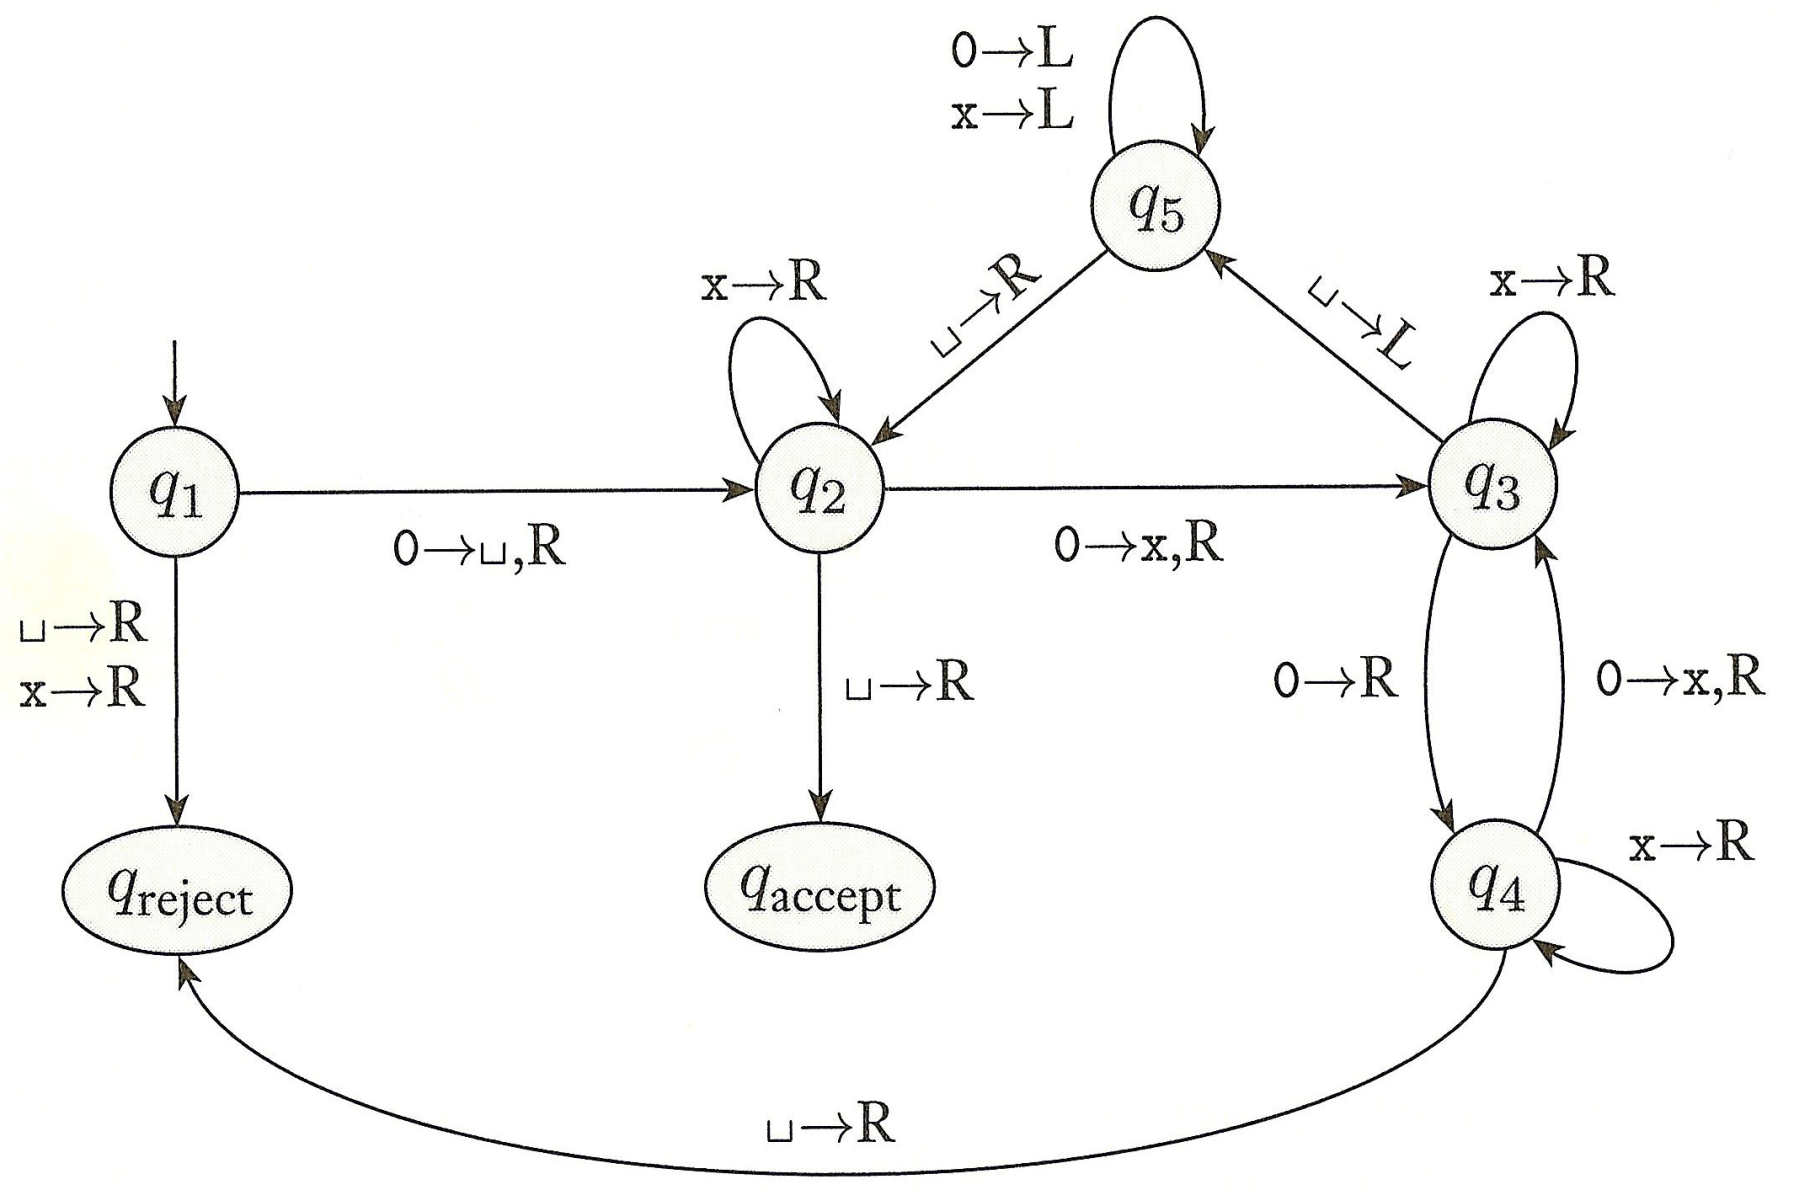 0→L
x→L
q5
x→R
⊔→R
⊔→L
x→R
q1
0→⊔,R
q2
0→x,R
q3
⊔→R
x→R
⊔→R
0→R
0→x,R
qreject
qaccept
q4
x→R
⊔→R